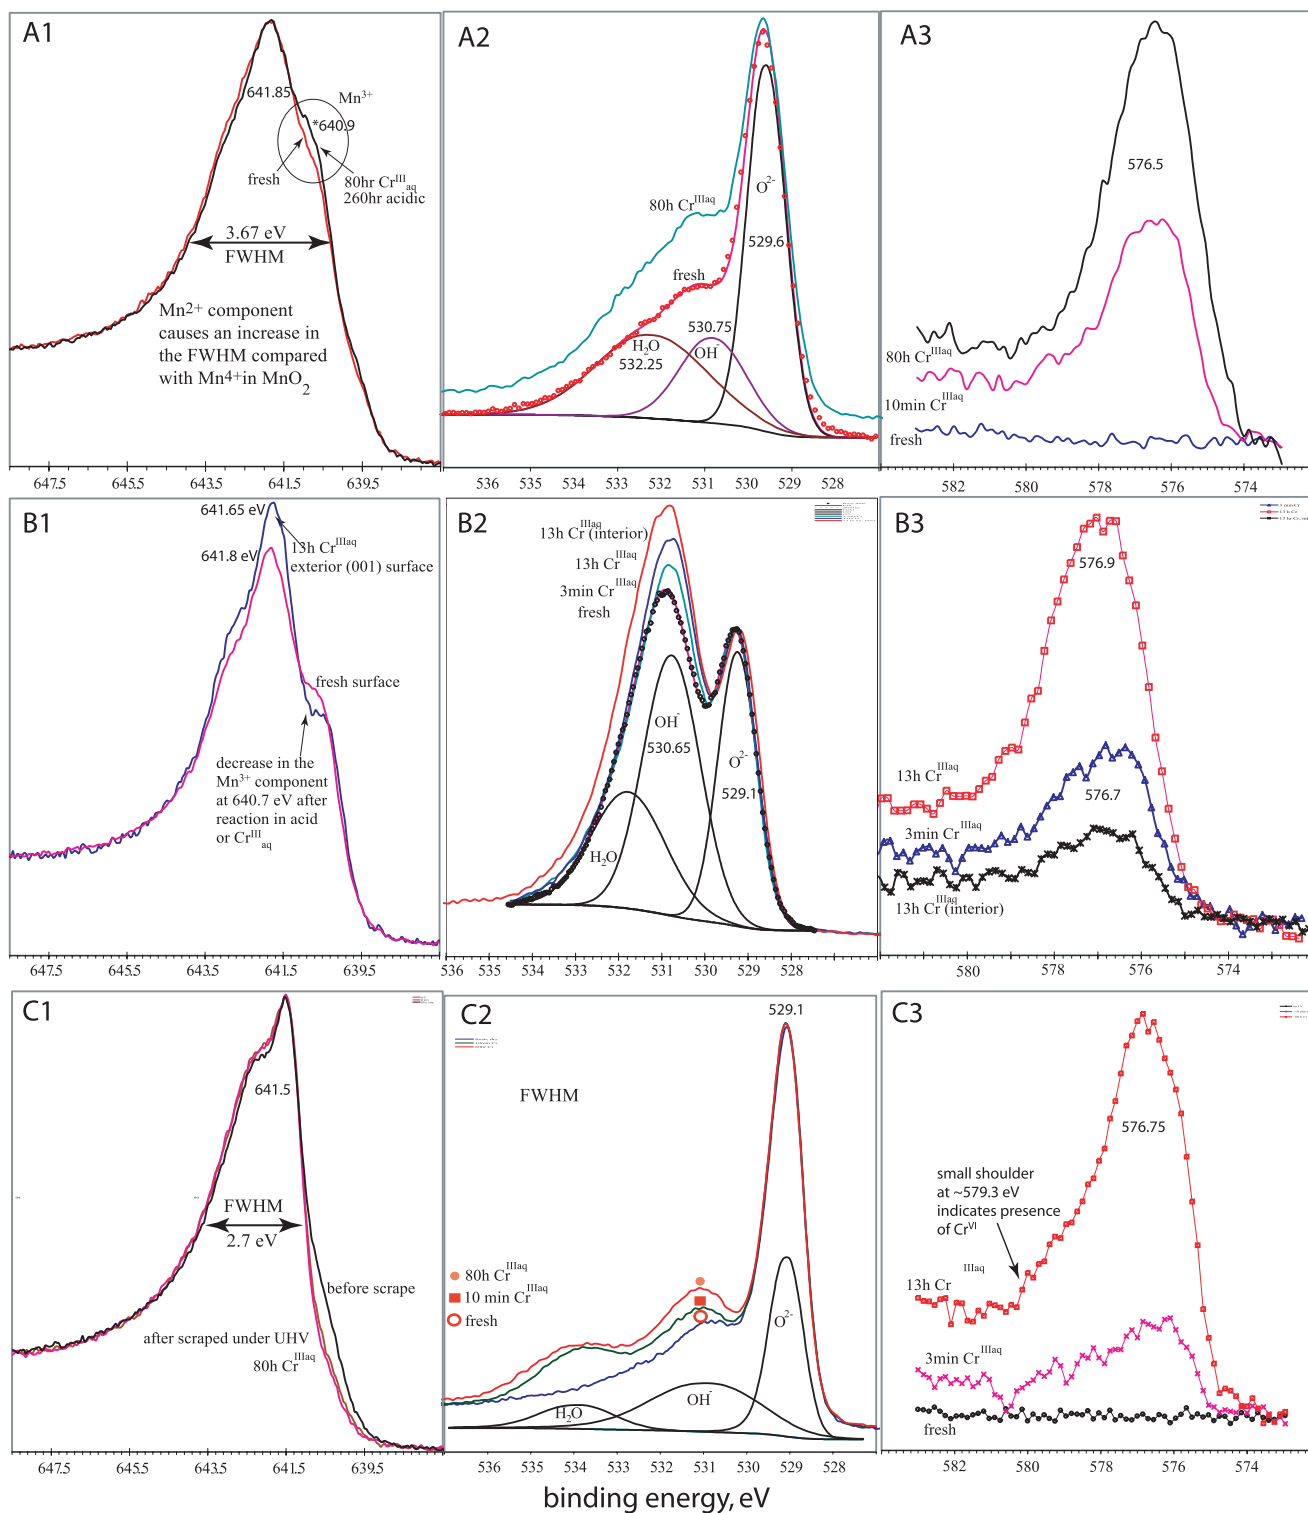 A1
641.85
Mn3+
*640.9
fresh
80hr CrIIIaq
260hr acidic
3.67 eV
FWHM
Mn2+ component
causes an increase in
the FWHM compared
with Mn4+in MnO2
647.5 645.5 643.5 641.5 639.5
A2
80h CrIIIaq
O2-
529.6
fresh
530.75
H2O OH-
532.25
536 535 534 533 532 531 530 529 528
A3
576.5
80h CrIIIaq
10min CrIIIaq
fresh
582 580 578 576 574
B1
641.65 eV
13h CrIIIaq
exterior (001) surface
641.8 eV
fresh surface
decrease in the
Mn3+ component
at 640.7 eV after
reaction in acid
or CrIIIaq
647.5 645.5 643.5 641.5 639.5
B2
13h CrIIIaq (interior)
13h CrIIIaq
3min CrIIIaq
fresh
OH-
530.65
O2-
529.1
H2O
536 535 534 533 532 531 530 529 528
B3
3 min Cr
13 h Cr
576.9
13h CrIIIaq
576.7
3min CrIIIaq
13h CrIIIaq(interior)
580 578 576 574
C1
641.5
FWHM
2.7 eV
before scrape
after scraped under UHV
80h CrIIIaq
647.5 645.5 643.5 641.5 639.5
C2
529.1
FWHM
80h CrIIIaq
10 min CrIIIaq
fresh
O2-
H2O
OH-
536 535 534 533 532 531 530 529 528
C3
576.75
small shoulder
at ~579.3 eV
indicates presence
of CrVI
13h CrIIIaq
3min CrIIIaq
fresh
582 580 578 576 574
binding energy, eV